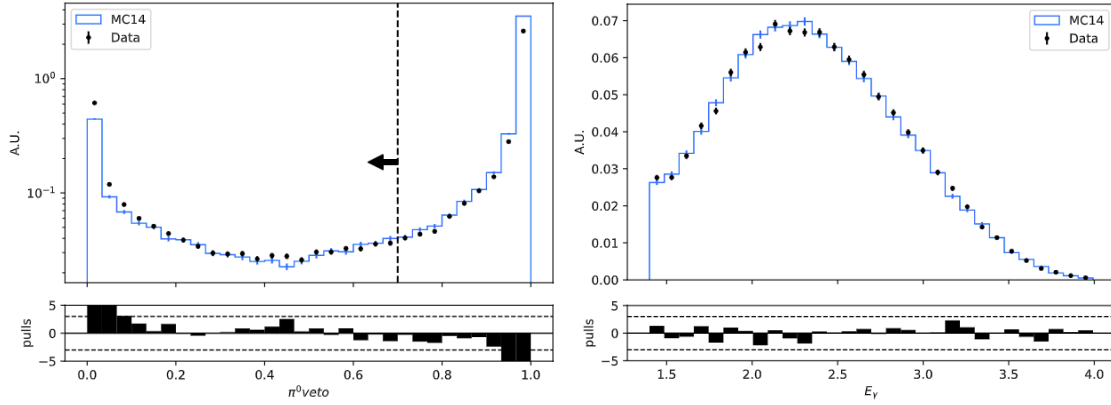 MC14
Data
A.U.
10⁰
10⁻¹
pulls
5
0
−5
0.0 0.2 0.4 0.6 0.8 1.0
π⁰veto
MC14
Data
A.U.
0.07
0.06
0.05
0.04
0.03
0.02
0.01
0.00
pulls
5
0
−5
1.5 2.0 2.5 3.0 3.5 4.0
Eγ